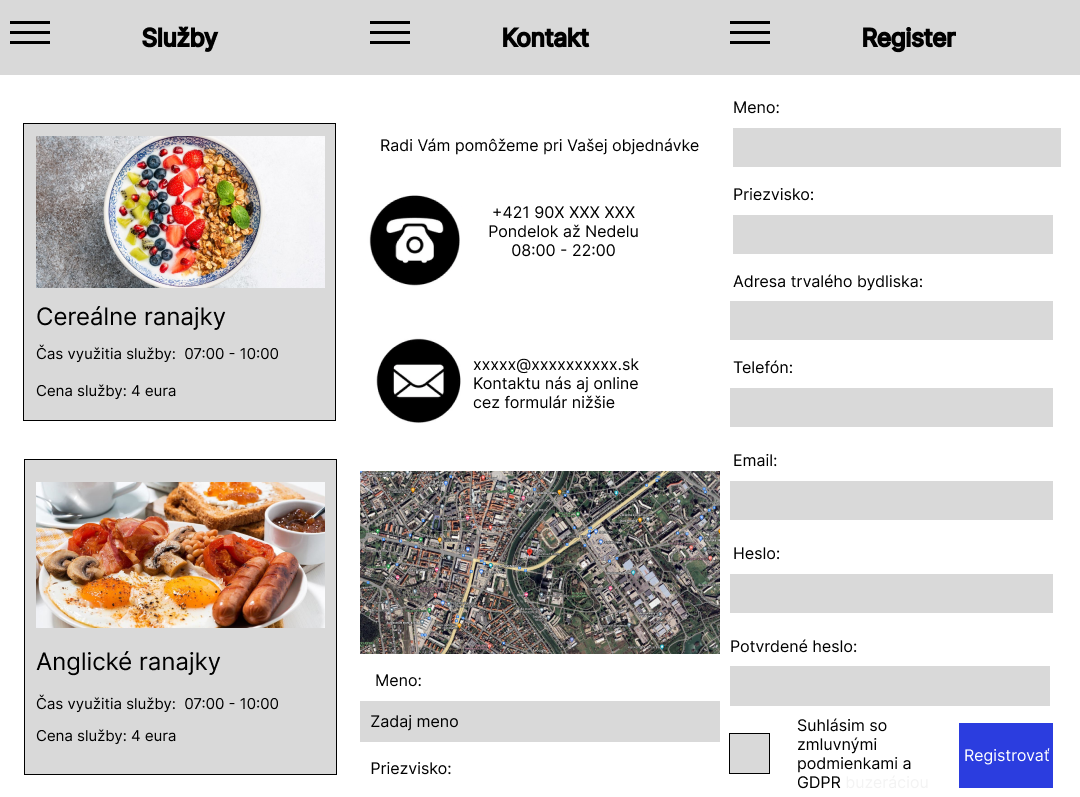 Služby
Cereálne ranajky
Čas využitia služby:  07:00 - 10:00
Cena služby: 4 eura
Anglické ranajky
Čas využitia služby:  07:00 - 10:00
Cena služby: 4 eura
Kontakt
Radi Vám pomôžeme pri Vašej objednávke
+421 90X XXX XXX
Pondelok až Nedelu
08:00 - 22:00
xxxxx@xxxxxxxxxx.sk
Kontaktu nás aj online
cez formulár nižšie
Meno:
Zadaj meno
Priezvisko:
Register
Meno:
Priezvisko:
Adresa trvalého bydliska:
Telefón:
Email:
Heslo:
Potvrdené heslo:
Suhlásim so
zmluvnými
podmienkami a
GDPR buzeráciou
Registrovať